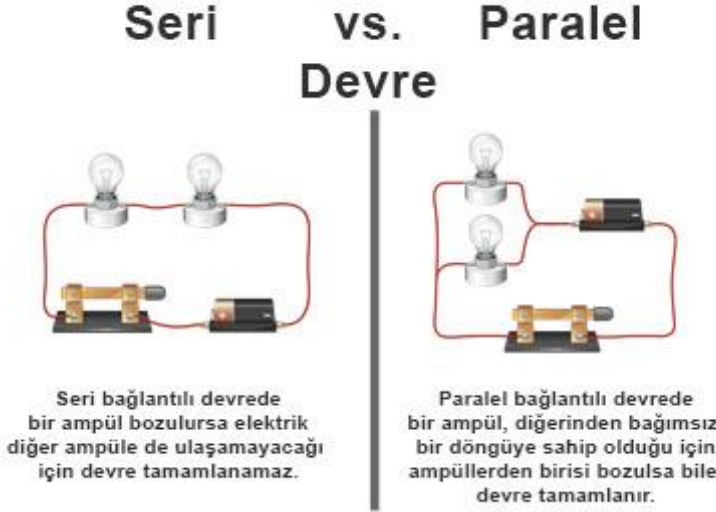 Seri vs. Paralel
Devre
Seri bağlantılı devrede
bir ampül bozulursa elektrik
diğer ampüle de ulaşamayacağı
için devre tamamlanamaz.
Paralel bağlantılı devrede
bir ampül, diğerinden bağımsız
bir döngüye sahip olduğu için
ampüllerden birisi bozulsa bile
devre tamamlanır.